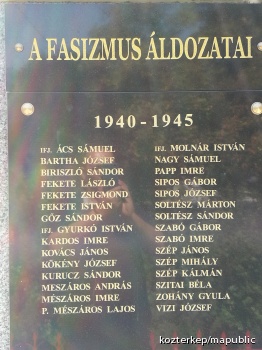 A FASIZMUS ÁLDOZATAI
1940-1945
IFJ. ÁCS SÁMUEL
BARTHA JÓZSEF
BIRISZLÓ SÁNDOR
FEKETE LÁSZLÓ
FEKETE ZSIGMOND
FEKETE ISTVÁN
GÖZ SÁNDOR
IFJ. GYURKÓ ISTVÁN
KARDOS IMRE
KOVÁCS JÁNOS
KÖKÉNY JÓZSEF
KURUCZ SÁNDOR
MESZÁROS ANDRÁS
MÉSZÁROS IMRE
P. MÉSZÁROS LAJOS
IFJ. MOLNÁR ISTVÁN
NAGY SÁMUEL
PAPP IMRE
SIPOS GÁBOR
SIPOS JÓZSEF
SOLTÉSZ MÁRTON
SOLTÉSZ SÁNDOR
SZABÓ GÁBOR
SZABÓ IMRE
SZÉP JÁNOS
SZÉP MIHÁLY
SZÉP KÁLMÁN
SZITAI BÉLA
ZOHÁNY GYULA
VIZI JÓZSEF
kozterkep/mapublic